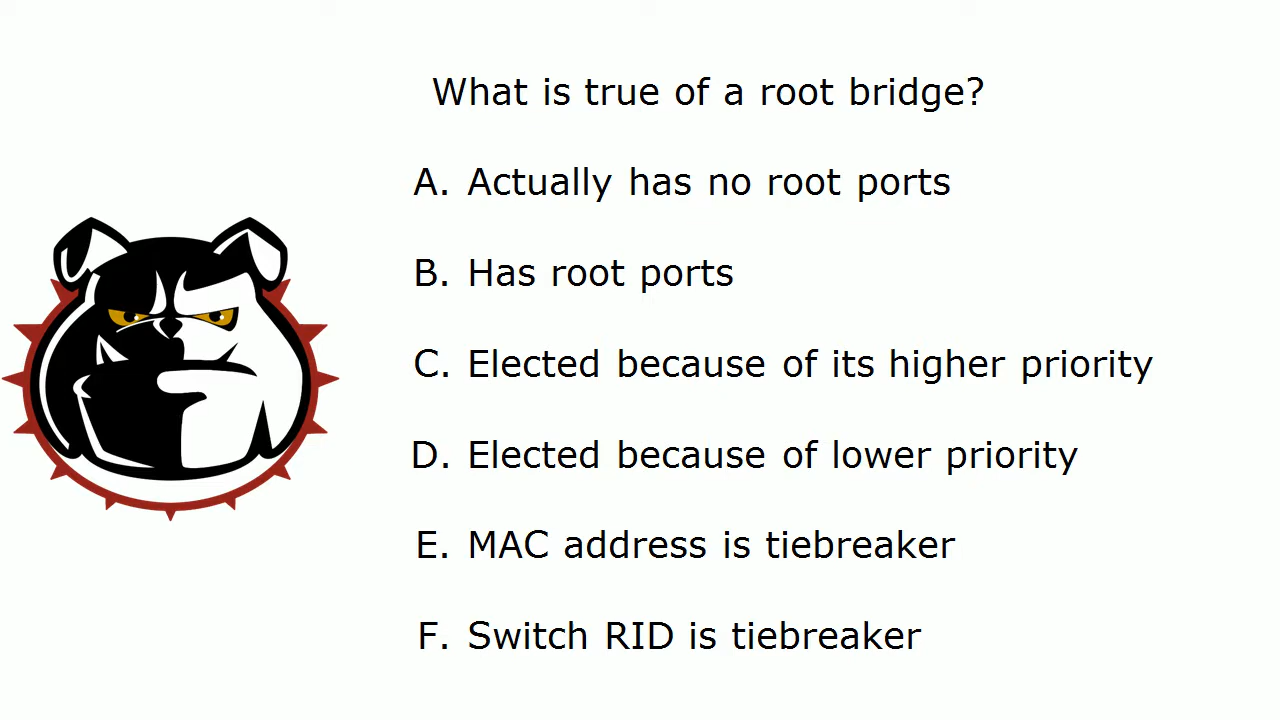 What is true of a root bridge?
A. Actually has no root ports
B. Has root ports
C. Elected because of its higher priority
D. Elected because of lower priority
E. MAC address is tiebreaker
F. Switch RID is tiebreaker